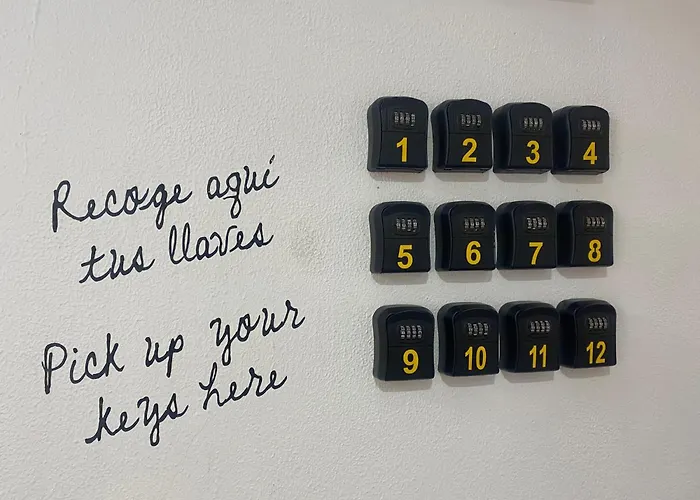 Recoge aquí
tus llaves
Pick up your
keys here
1 2 3 4
5 6 7 8
9 10 11 12